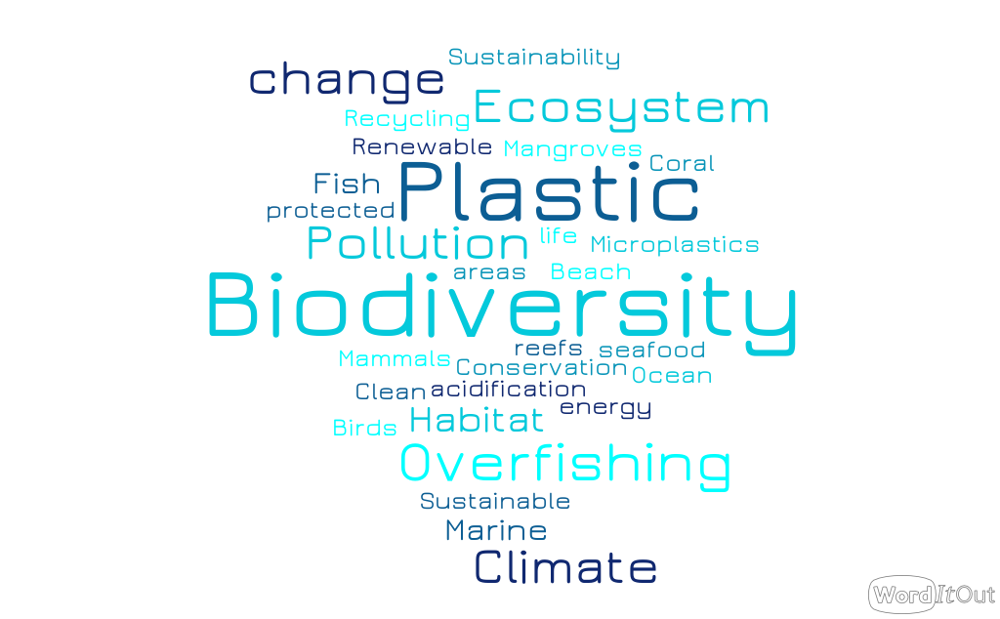 Sustainability
change
Ecosystem
Recycling
Renewable
Mangroves
Coral
Fish
Plastic
protected
Pollution
life
Microplastics
areas
Beach
Biodiversity
reefs
seafood
Mammals
Conservation
Ocean
Clean
acidification
energy
Birds
Habitat
Overfishing
Sustainable
Marine
Climate
WordItOut